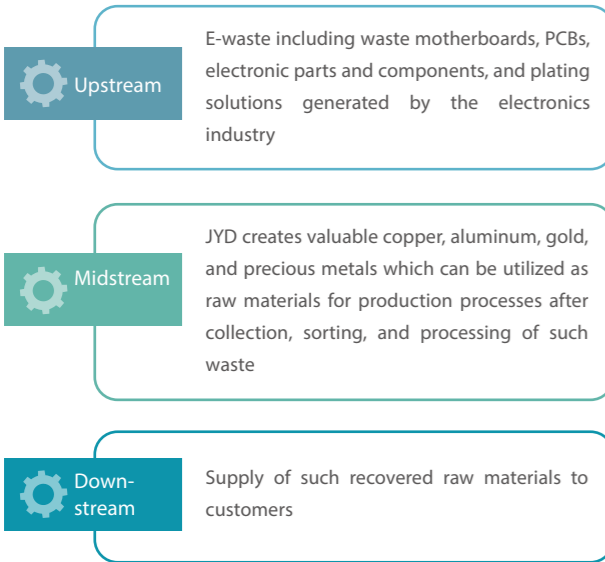 Upstream
E-waste including waste motherboards, PCBs,
electronic parts and components, and plating
solutions generated by the electronics
industry
Midstream
JYD creates valuable copper, aluminum, gold,
and precious metals which can be utilized as
raw materials for production processes after
collection, sorting, and processing of such
waste
Down-
stream
Supply of such recovered raw materials to
customers